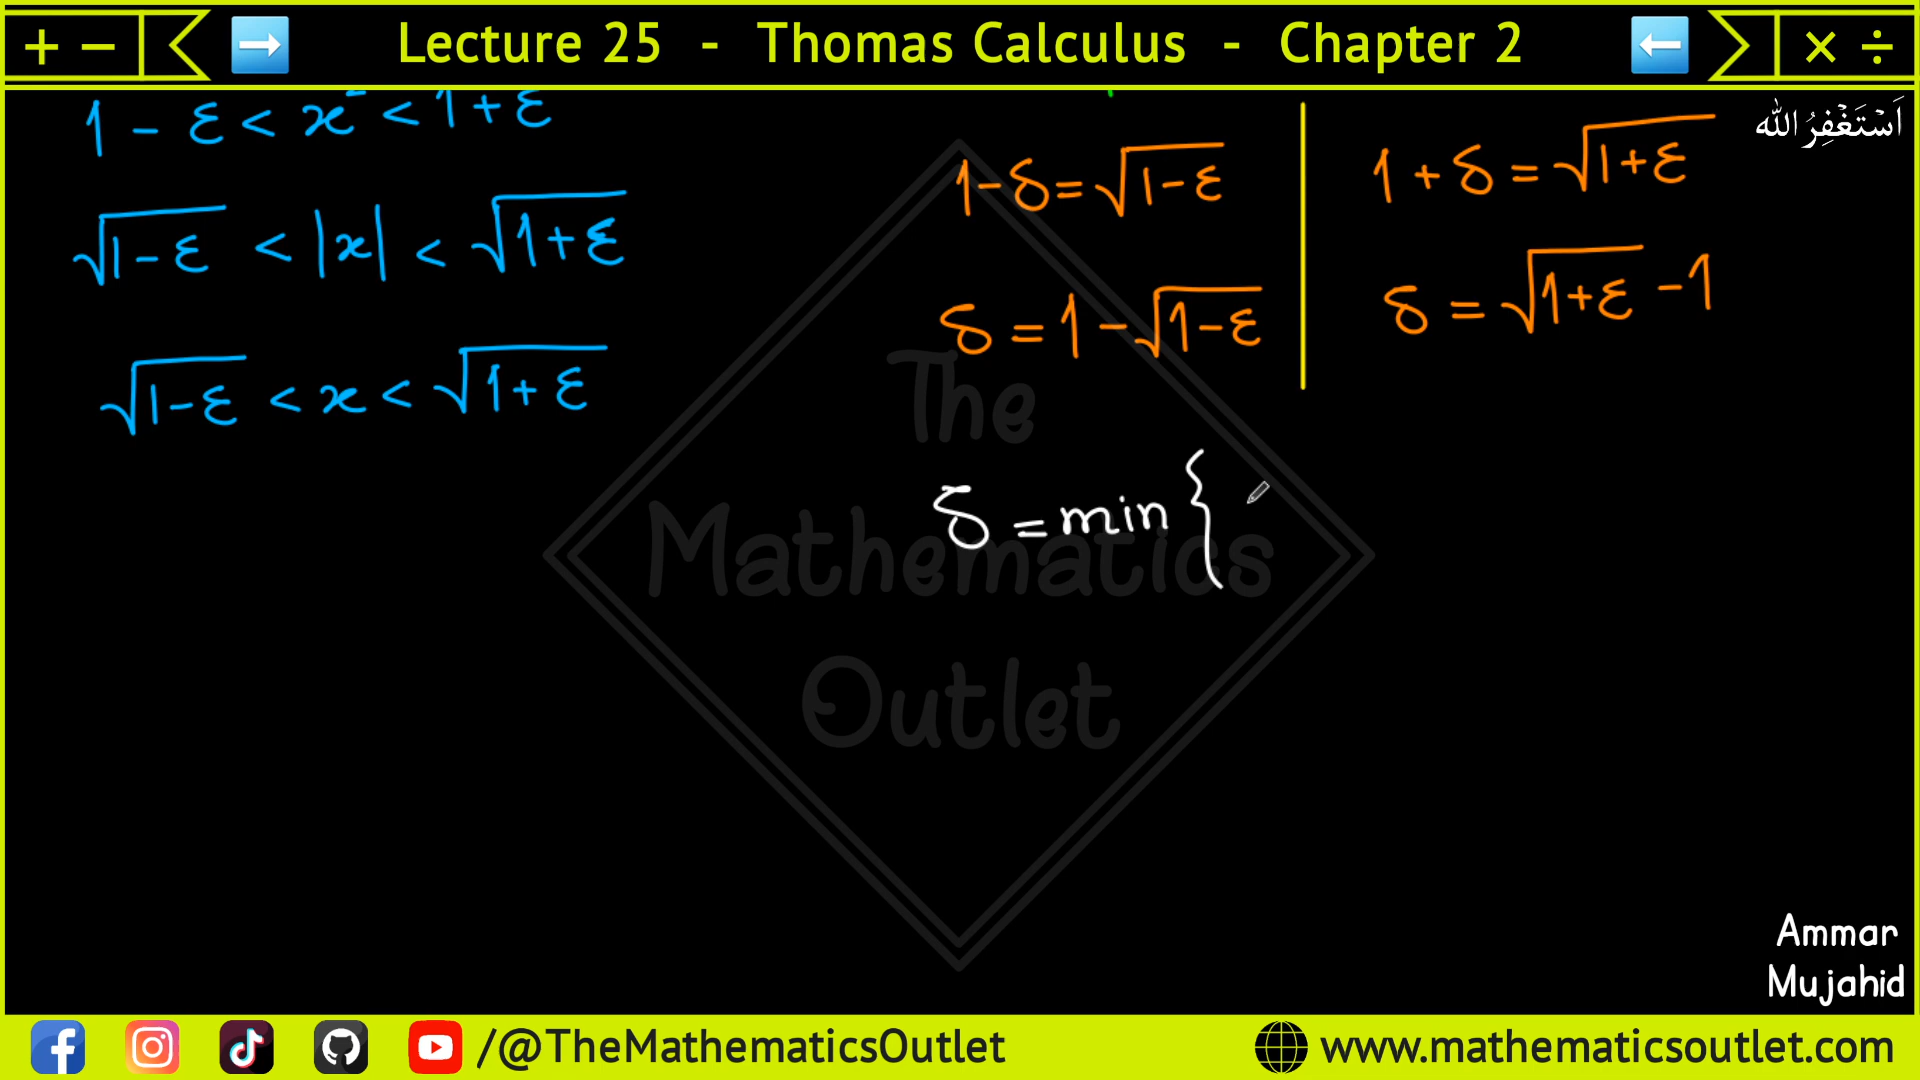 + − ➡ Lecture 25 - Thomas Calculus - Chapter 2 ⬅ × ÷
اَسْتَغْفِرُ اللّٰه
1 - ε < x² < 1 + ε
√(1-ε) < |x| < √(1+ε)
√(1-ε) < x < √(1+ε)
1-δ = √(1-ε)
δ = 1 - √(1-ε)
1 + δ = √(1+ε)
δ = √(1+ε) - 1
δ = min {
The
Mathematics
Outlet
Ammar
Mujahid
/@TheMathematicsOutlet
www.mathematicsoutlet.com